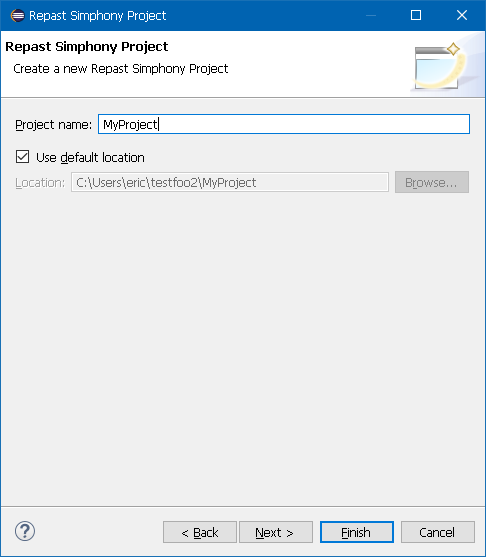 Repast Simphony Project
Repast Simphony Project
Create a new Repast Simphony Project
Project name: MyProject
Use default location
Location: C:\Users\eric\testfoo2\MyProject Browse...
? < Back Next > Finish Cancel